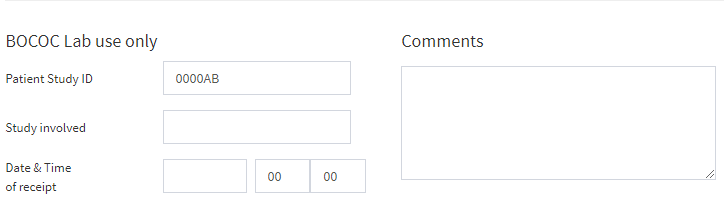 BOCOC Lab use only
Patient Study ID 0000AB
Study involved
Date & Time
of receipt
00 00
Comments